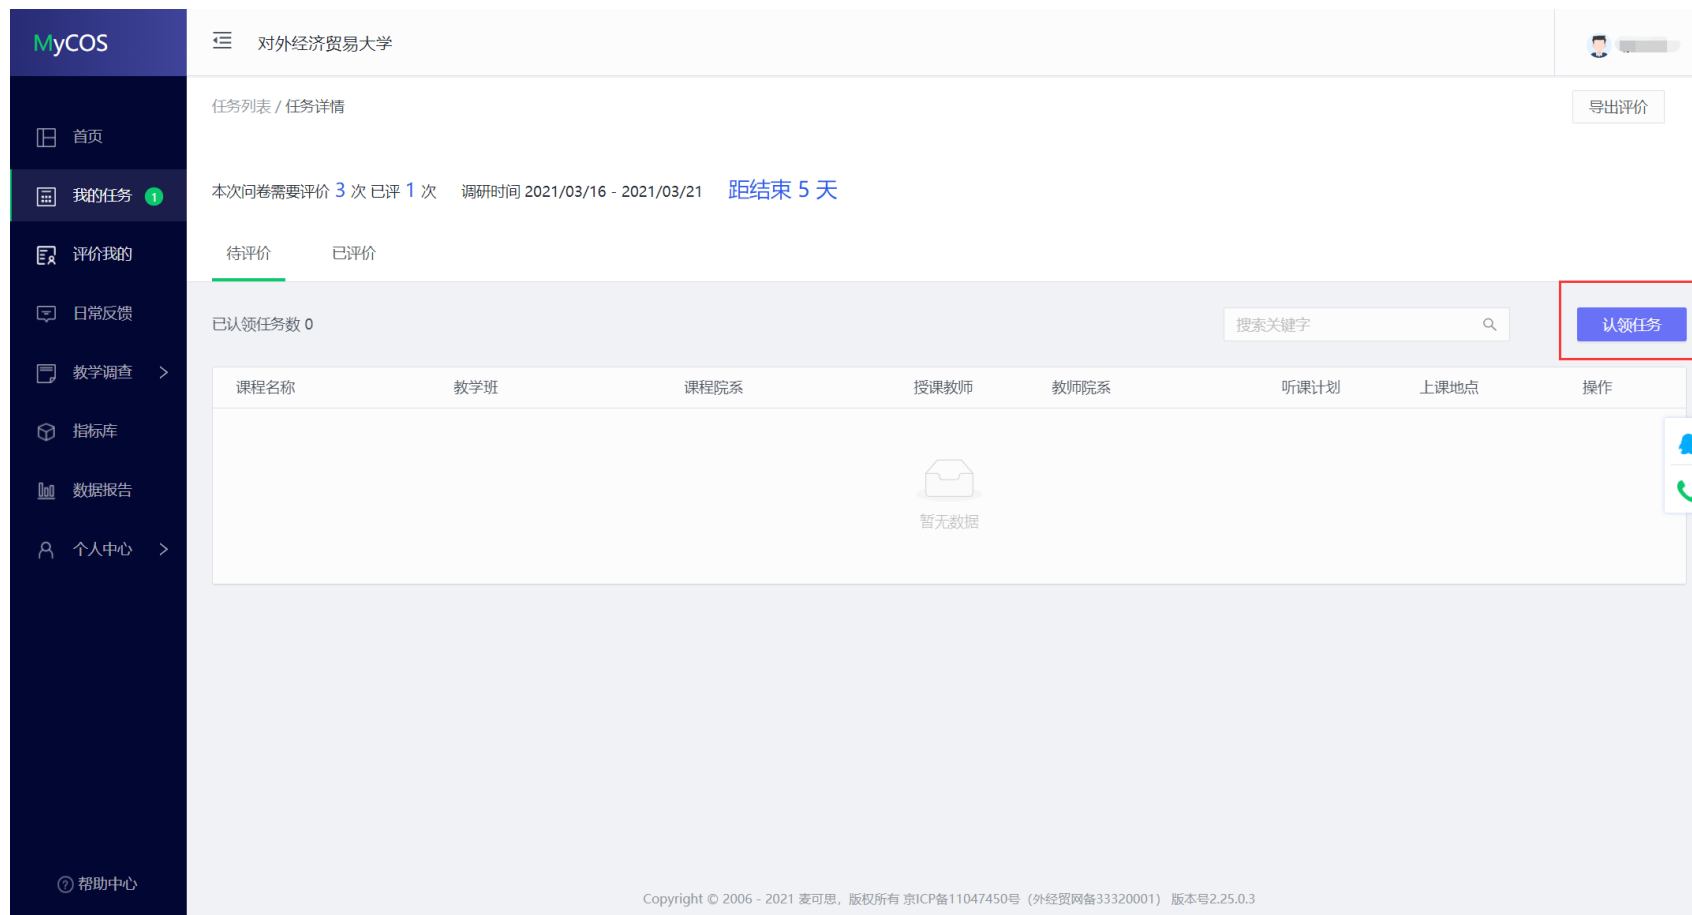 MyCOS
对外经济贸易大学
任务列表 / 任务详情
导出评价
首页
我的任务 1
评价我的
日常反馈
教学调查
指标库
数据报告
个人中心
帮助中心
本次问卷需要评价 3 次 已评 1 次 调研时间 2021/03/16 - 2021/03/21 距结束 5 天
待评价 已评价
已认领任务数 0 搜索关键字 认领任务
课程名称 教学班 课程院系 授课教师 教师院系 听课计划 上课地点 操作
暂无数据
Copyright © 2006 - 2021 麦可思，版权所有 京ICP备11047450号（外经贸网备33320001） 版本号2.25.0.3